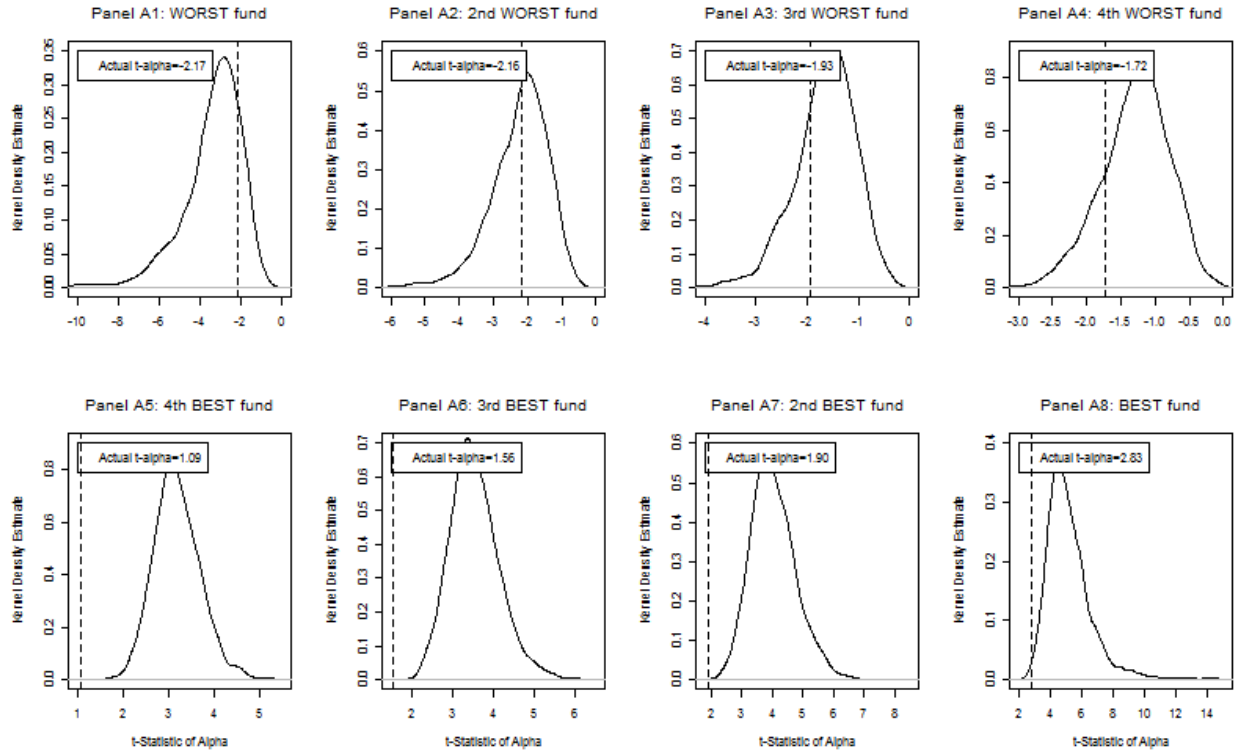 Panel A1: WORST fund
Actual t-alpha=-2.17
Kernel Density Estimate
0.00 0.05 0.10 0.15 0.20 0.25 0.30 0.35
-10 -8 -6 -4 -2 0
Panel A2: 2nd WORST fund
Actual t-alpha=-2.16
Kernel Density Estimate
0.0 0.1 0.2 0.3 0.4 0.5 0.6
-6 -5 -4 -3 -2 -1 0
Panel A3: 3rd WORST fund
Actual t-alpha=-1.93
Kernel Density Estimate
0.0 0.1 0.2 0.3 0.4 0.5 0.6 0.7
-4 -3 -2 -1 0
Panel A4: 4th WORST fund
Actual t-alpha=-1.72
Kernel Density Estimate
0.0 0.2 0.4 0.6 0.8
-3.0 -2.5 -2.0 -1.5 -1.0 -0.5 0.0
Panel A5: 4th BEST fund
Actual t-alpha=1.09
Kernel Density Estimate
0.0 0.2 0.4 0.6 0.8
1 2 3 4 5
t-Statistic of Alpha
Panel A6: 3rd BEST fund
Actual t-alpha=1.56
Kernel Density Estimate
0.0 0.1 0.2 0.3 0.4 0.5 0.6 0.7
2 3 4 5 6
t-Statistic of Alpha
Panel A7: 2nd BEST fund
Actual t-alpha=1.90
Kernel Density Estimate
0.0 0.1 0.2 0.3 0.4 0.5 0.6
2 3 4 5 6 7 8
t-Statistic of Alpha
Panel A8: BEST fund
Actual t-alpha=2.83
Kernel Density Estimate
0.0 0.1 0.2 0.3 0.4
2 4 6 8 10 12 14
t-Statistic of Alpha